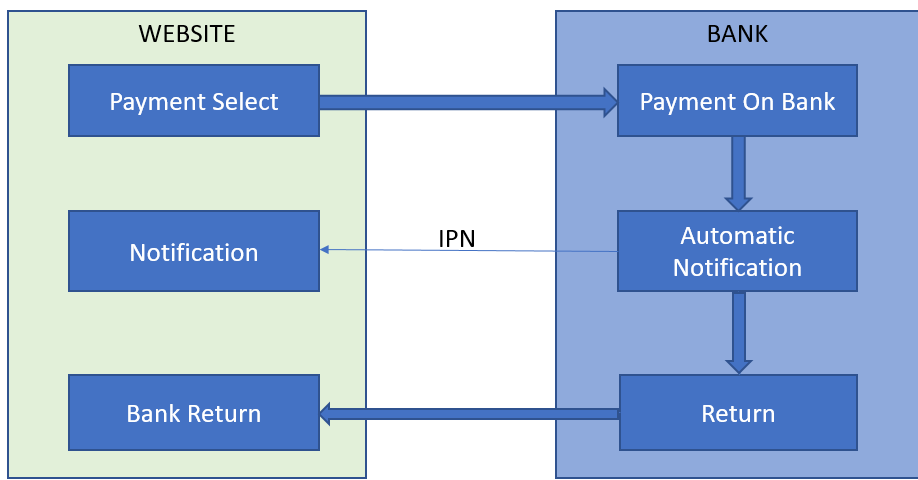 WEBSITE
BANK
Payment Select
Payment On Bank
Notification
IPN
Automatic
Notification
Bank Return
Return